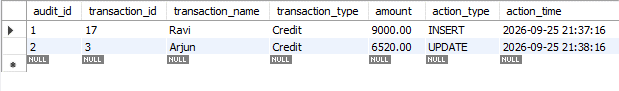 audit_id transaction_id transaction_name transaction_type amount action_type action_time
1 17 Ravi Credit 9000.00 INSERT 2026-09-25 21:37:16
2 3 Arjun Credit 6520.00 UPDATE 2026-09-25 21:38:16
NULL NULL NULL NULL NULL NULL NULL